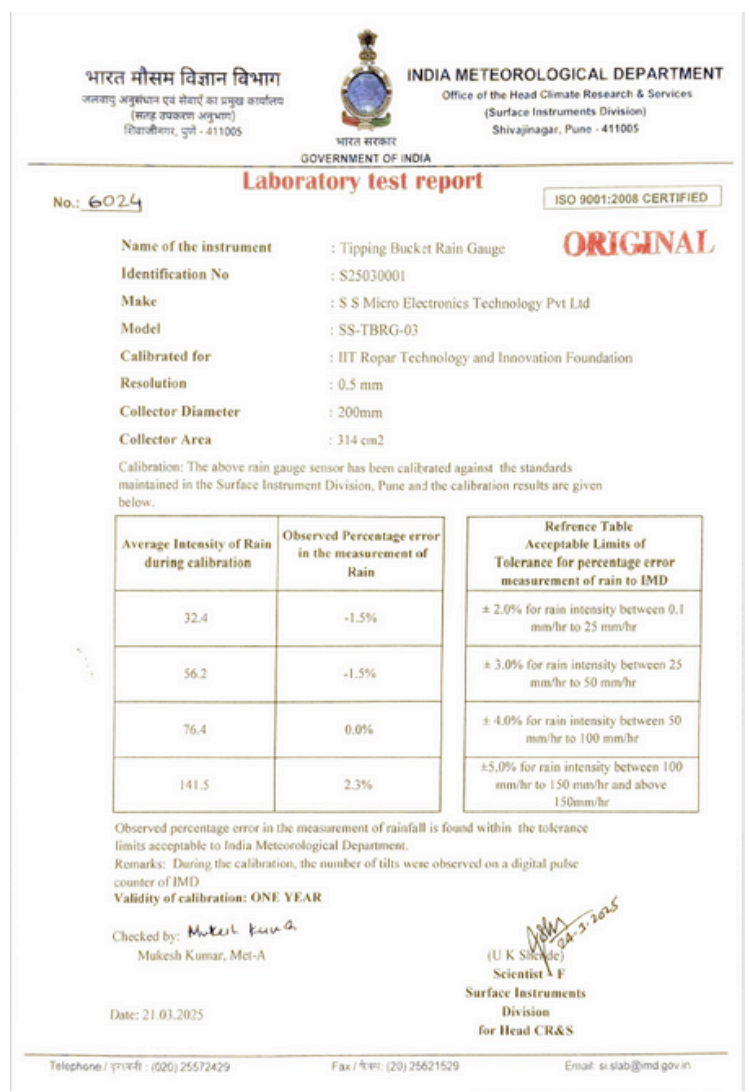 भारत मौसम विज्ञान विभाग
जलवायु अनुसंधान एवं सेवाएँ का प्रमुख कार्यालय
(सतह उपकरण अनुभाग)
शिवाजीनगर, पुणे - 411005
भारत सरकार
GOVERNMENT OF INDIA
INDIA METEOROLOGICAL DEPARTMENT
Office of the Head Climate Research & Services
(Surface Instruments Division)
Shivajinagar, Pune - 411005
Laboratory test report
No.: 6024
ISO 9001:2008 CERTIFIED
ORIGINAL
Name of the instrument : Tipping Bucket Rain Gauge
Identification No : S25030001
Make : S S Micro Electronics Technology Pvt Ltd
Model : SS-TBRG-03
Calibrated for : IIT Ropar Technology and Innovation Foundation
Resolution : 0.5 mm
Collector Diameter : 200mm
Collector Area : 314 cm2
Calibration: The above rain gauge sensor has been calibrated against the standards
maintained in the Surface Instrument Division, Pune and the calibration results are given
below.
Average Intensity of Rain
during calibration
Observed Percentage error
in the measurement of
Rain
Refrence Table
Acceptable Limits of
Tolerance for percentage error
measurement of rain to IMD
32.4 -1.5%
± 2.0% for rain intensity between 0.1
mm/hr to 25 mm/hr
56.2 -1.5%
± 3.0% for rain intensity between 25
mm/hr to 50 mm/hr
76.4 0.0%
± 4.0% for rain intensity between 50
mm/hr to 100 mm/hr
141.5 2.3%
±5.0% for rain intensity between 100
mm/hr to 150 mm/hr and above
150mm/hr
Observed percentage error in the measurement of rainfall is found within the tolerance
limits acceptable to India Meteorological Department.
Remarks: During the calibration, the number of tilts were observed on a digital pulse
counter of IMD
Validity of calibration: ONE YEAR
Checked by: Mukesh Kumar
Mukesh Kumar, Met-A
24-3-2025
(U K Shende)
Scientist F
Surface Instruments
Division
for Head CR&S
Date: 21.03.2025
Telephone / : (020) 25572429
Fax / फैक्स: (20) 25621529
Email: si.slab@imd.gov.in